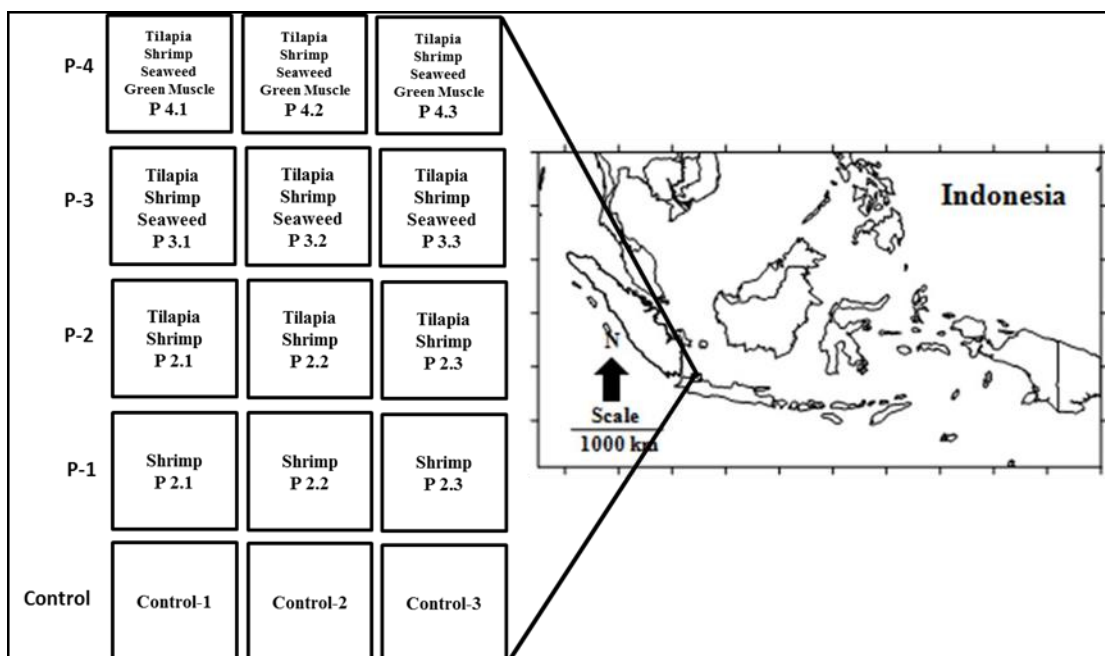 P-4
Tilapia
Shrimp
Seaweed
Green Muscle
P 4.1
Tilapia
Shrimp
Seaweed
Green Muscle
P 4.2
Tilapia
Shrimp
Seaweed
Green Muscle
P 4.3
P-3
Tilapia
Shrimp
Seaweed
P 3.1
Tilapia
Shrimp
Seaweed
P 3.2
Tilapia
Shrimp
Seaweed
P 3.3
P-2
Tilapia
Shrimp
P 2.1
Tilapia
Shrimp
P 2.2
Tilapia
Shrimp
P 2.3
P-1
Shrimp
P 2.1
Shrimp
P 2.2
Shrimp
P 2.3
Control
Control-1
Control-2
Control-3
Indonesia
N
Scale
1000 km